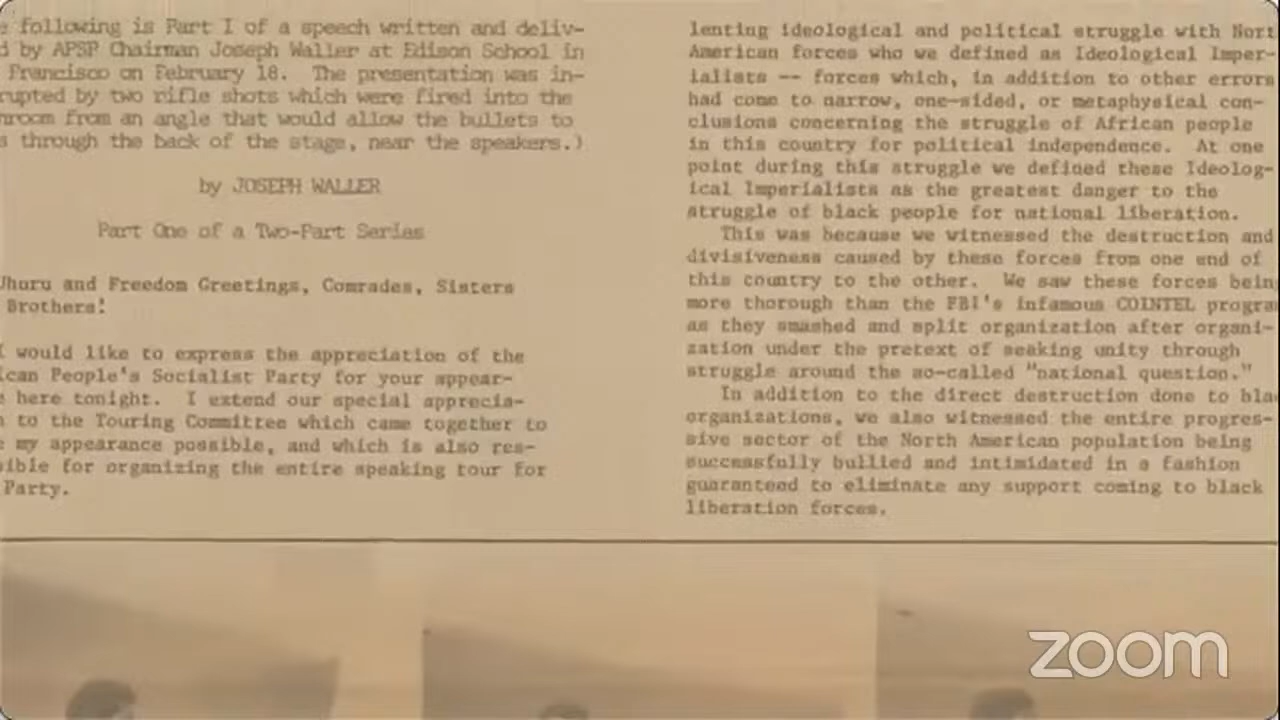 e following is Part I of a speech written and deliv-
d by APSP Chairman Joseph Waller at Edison School in
Francisco on February 18. The presentation was in-
rupted by two rifle shots which were fired into the
hroom from an angle that would allow the bullets to
s through the back of the stage, near the speakers.)
by JOSEPH WALLER
Part One of a Two-Part Series
Uhuru and Freedom Greetings, Comrades, Sisters
Brothers!
I would like to express the appreciation of the
ican People's Socialist Party for your appear-
e here tonight. I extend our special apprecia-
n to the Touring Committee which came together to
e my appearance possible, and which is also res-
sible for organizing the entire speaking tour for
Party.
lenting ideological and political struggle with Nort
American forces who we defined as Ideological Imper-
ialists -- forces which, in addition to other errors
had come to narrow, one-sided, or metaphysical con-
clusions concerning the struggle of African people
in this country for political independence. At one
point during this struggle we defined these Ideolog-
ical Imperialists as the greatest danger to the
struggle of black people for national liberation.
This was because we witnessed the destruction and
divisiveness caused by these forces from one end of
this country to the other. We saw these forces being
more thorough than the FBI's infamous COINTEL progra
as they smashed and split organization after organi-
zation under the pretext of seaking unity through
struggle around the so-called "national question."
In addition to the direct destruction done to bla
organizations, we also witnessed the entire progres-
sive sector of the North American population being
successfully bullied and intimidated in a fashion
guaranteed to eliminate any support coming to black
liberation forces.
zoom